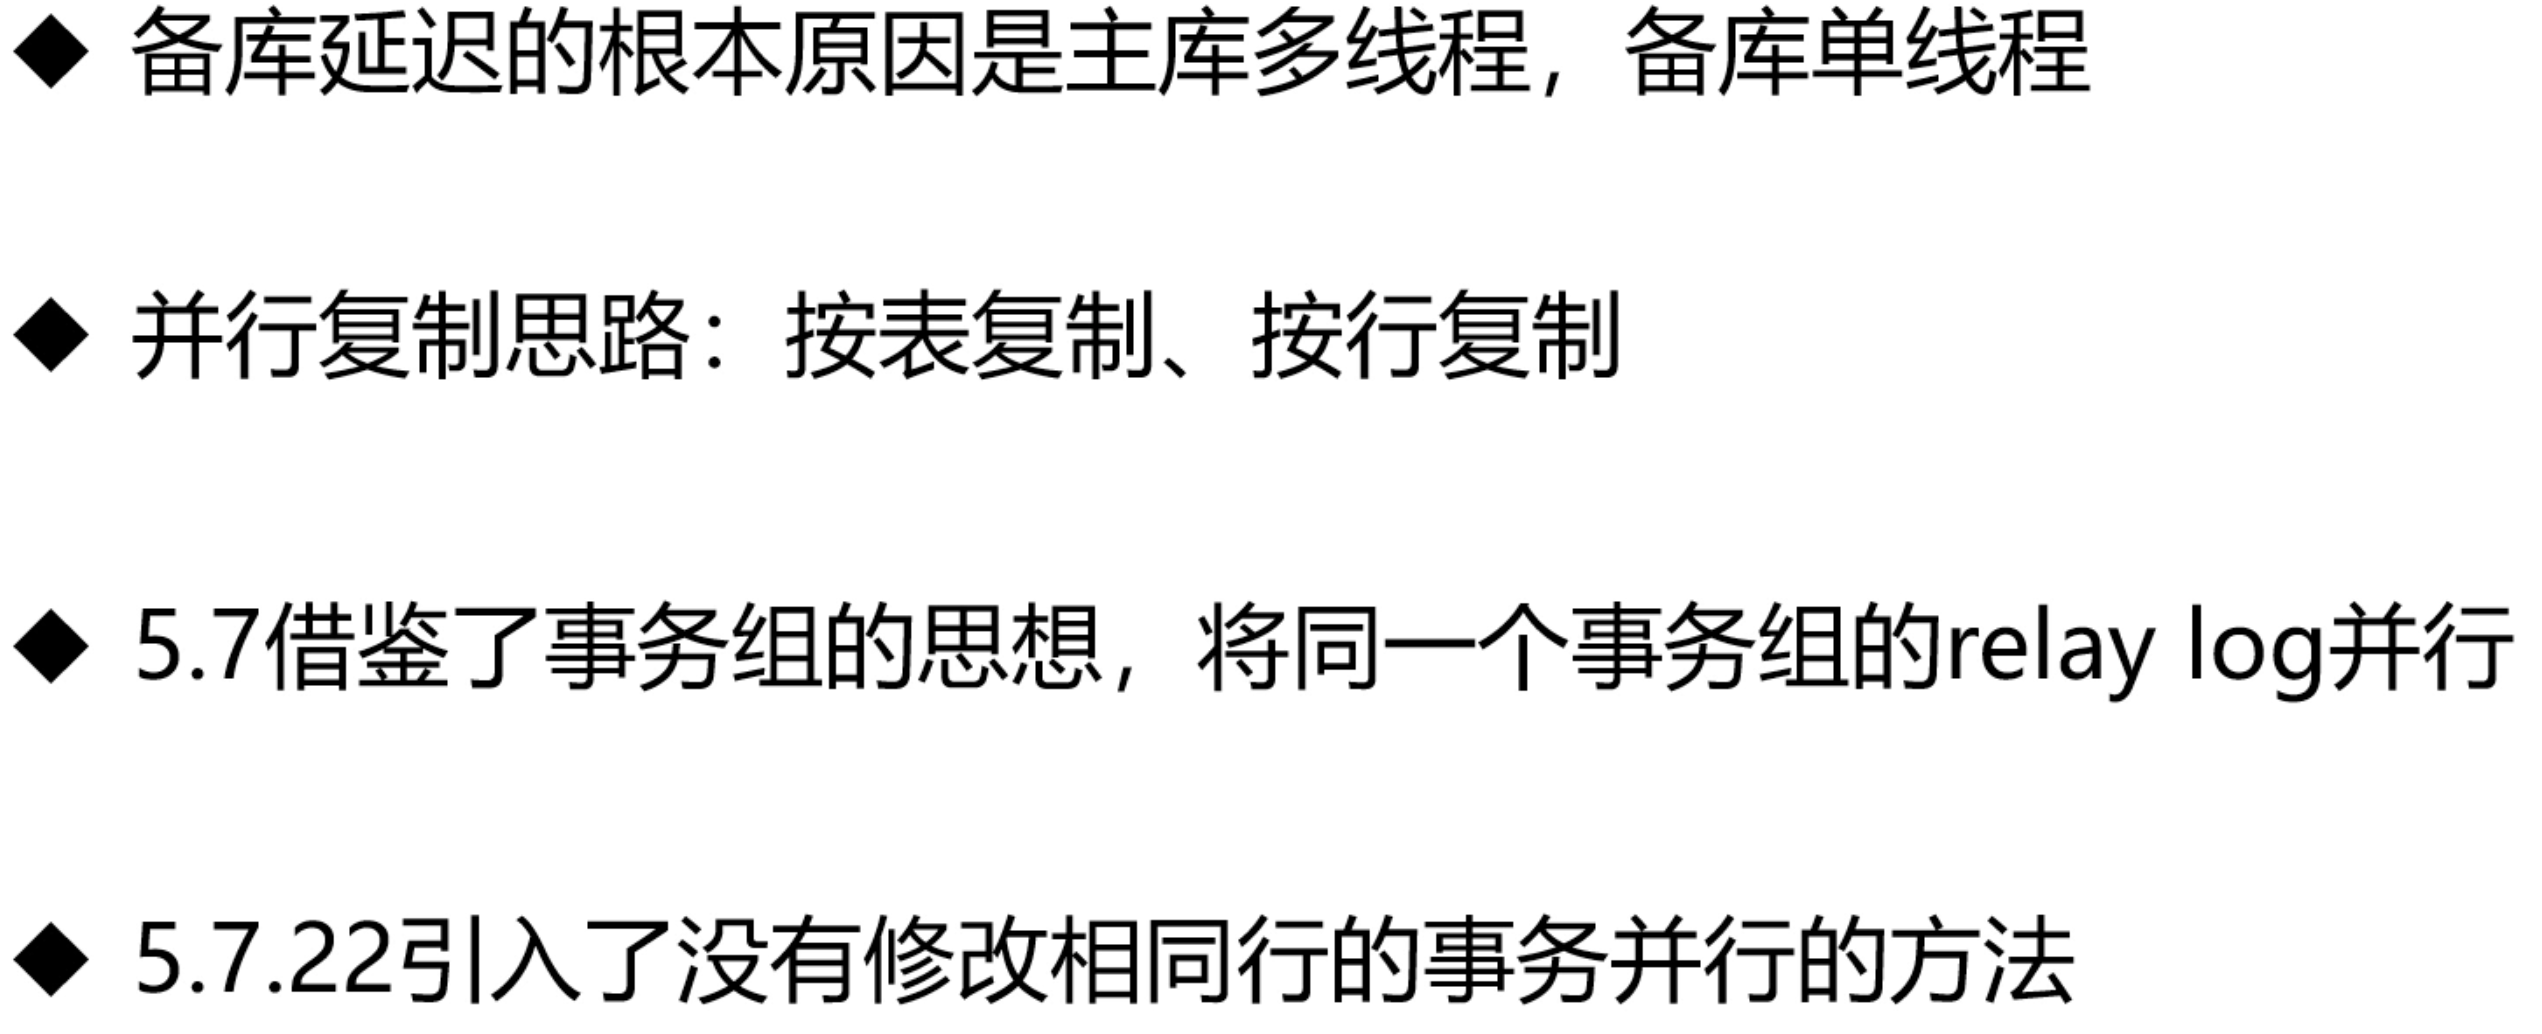 ◆ 备库延迟的根本原因是主库多线程，备库单线程
◆ 并行复制思路：按表复制、按行复制
◆ 5.7借鉴了事务组的思想，将同一个事务组的relay log并行
◆ 5.7.22引入了没有修改相同行的事务并行的方法